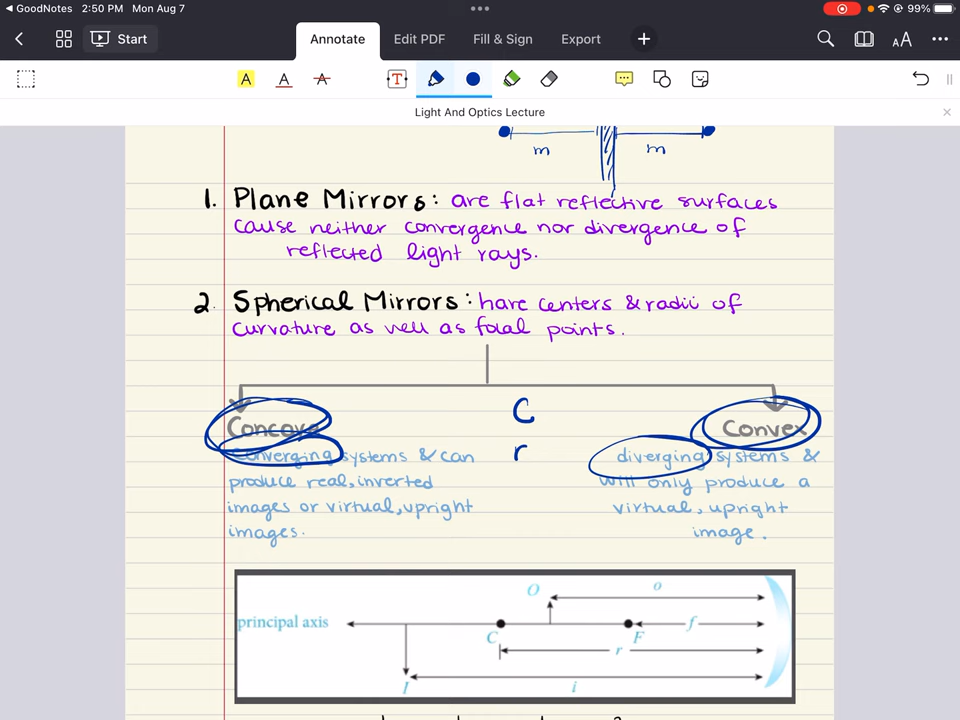 GoodNotes 2:50 PM Mon Aug 7 99%
Start Annotate Edit PDF Fill & Sign Export
A A A T
Light And Optics Lecture
m m
1. Plane Mirrors: are flat reflective surfaces
cause neither convergence nor divergence of
reflected light rays.
2. Spherical Mirrors: have centers & radii of
curvature as well as focal points.
C
Concave Convex
r
Converging systems & can
produce real, inverted
images or virtual, upright
images.
diverging systems &
will only produce a
virtual, upright
image.
O o
principal axis
C F f
r
I i